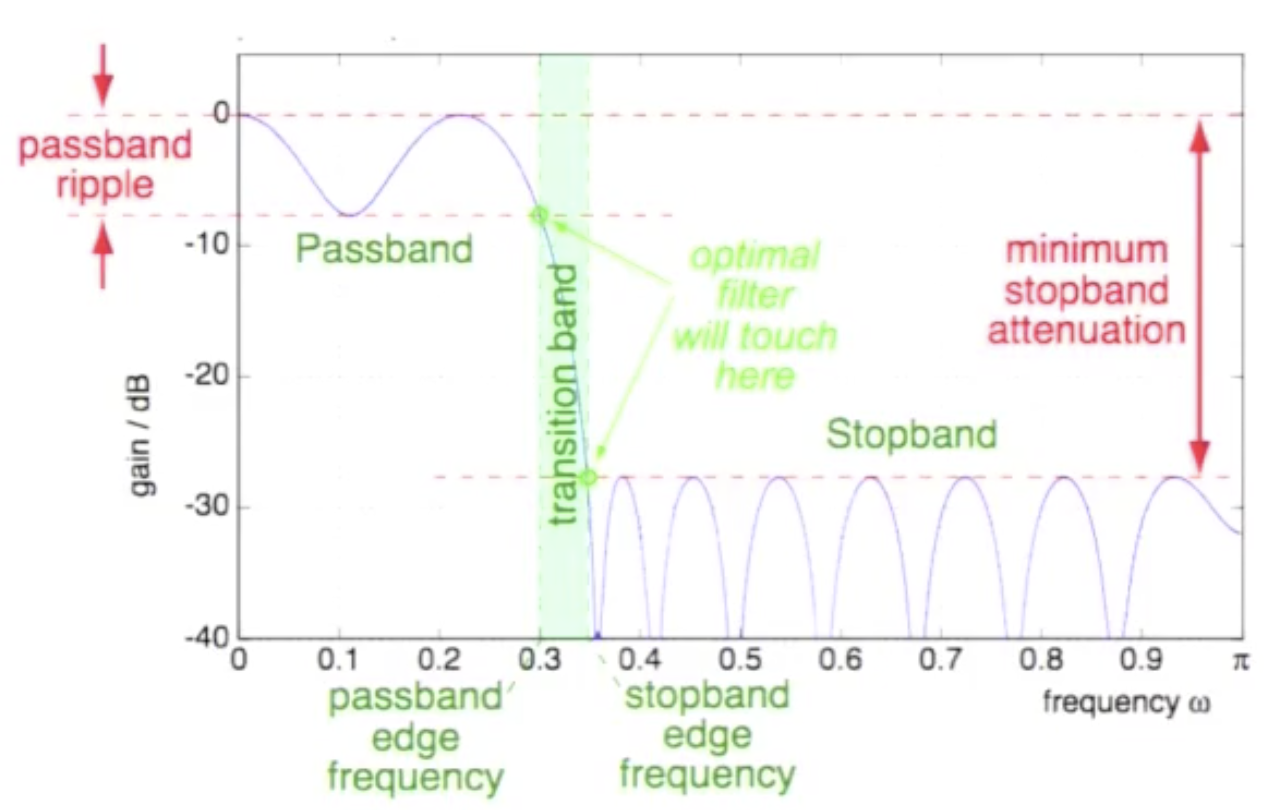 0
passband
ripple
-10
Passband
optimal
filter
will touch
here
minimum
stopband
attenuation
transition band
-20
gain / dB
Stopband
-30
-40
0 0.1 0.2 0.3 0.4 0.5 0.6 0.7 0.8 0.9 π
passband
edge
frequency
stopband
edge
frequency
frequency ω